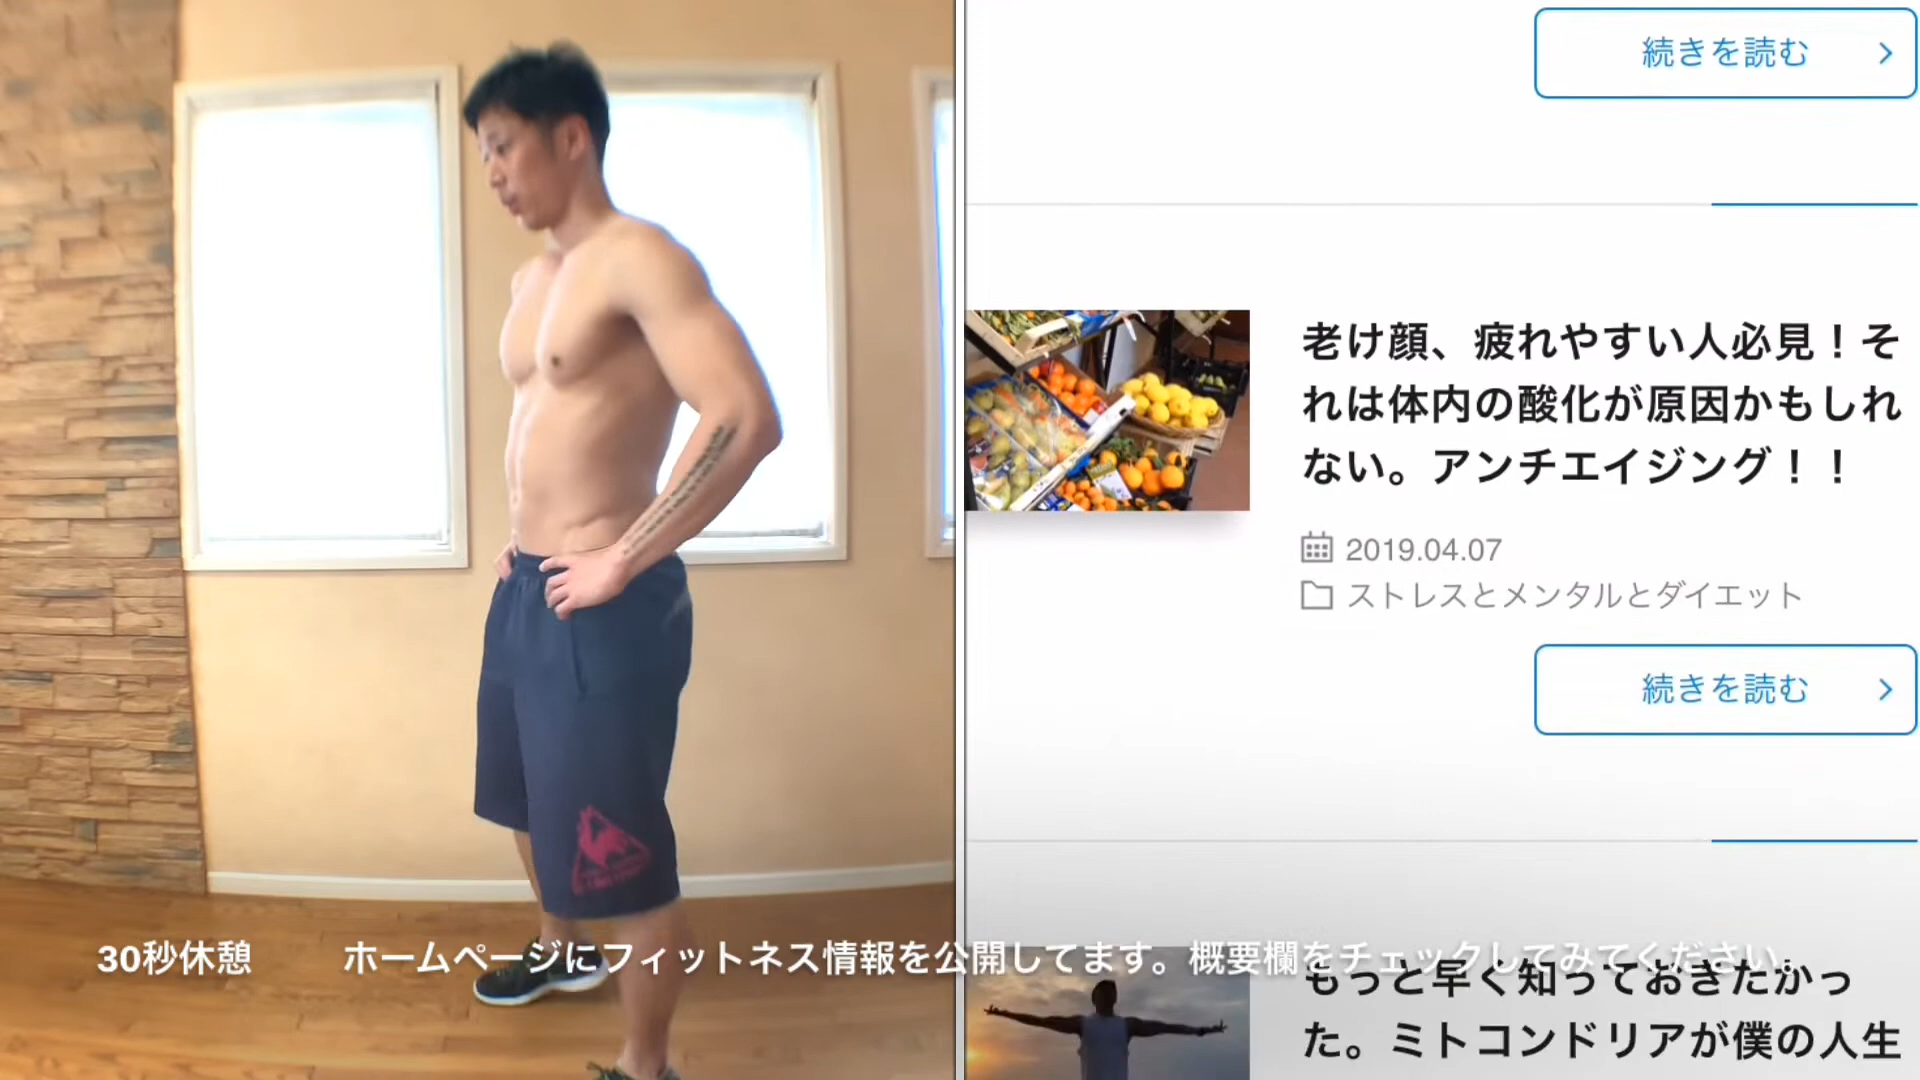 続きを読む
老け顔、疲れやすい人必見！そ
れは体内の酸化が原因かもしれ
ない。アンチエイジング！！
2019.04.07
ストレスとメンタルとダイエット
続きを読む
30秒休憩
ホームページにフィットネス情報を公開してます。概要欄をチェックしてみてください。
もっと早く知っておきたかっ
た。ミトコンドリアが僕の人生